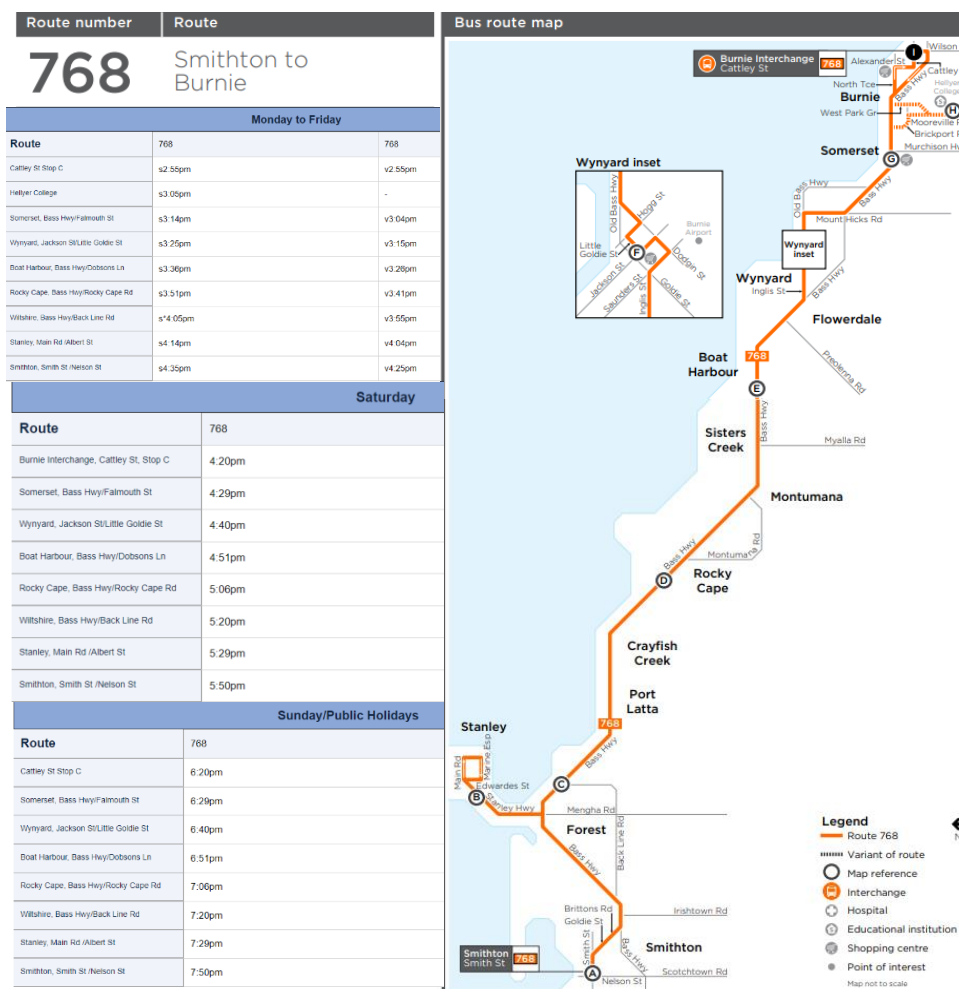 Route number Route
768 Smithton to
Burnie
Monday to Friday
Route 768 768
Cattley St Stop C s2:55pm v2:55pm
Hellyer College s3:05pm -
Somerset, Bass Hwy/Falmouth St s3:14pm v3:04pm
Wynyard, Jackson St/Little Goldie St s3:25pm v3:15pm
Boat Harbour, Bass Hwy/Dobsons Ln s3:36pm v3:26pm
Rocky Cape, Bass Hwy/Rocky Cape Rd s3:51pm v3:41pm
Wiltshire, Bass Hwy/Back Line Rd s*4:05pm v3:55pm
Stanley, Main Rd /Albert St s4:14pm v4:04pm
Smithton, Smith St /Nelson St s4:35pm v4:25pm
Saturday
Route 768
Burnie Interchange, Cattley St, Stop C 4:20pm
Somerset, Bass Hwy/Falmouth St 4:29pm
Wynyard, Jackson St/Little Goldie St 4:40pm
Boat Harbour, Bass Hwy/Dobsons Ln 4:51pm
Rocky Cape, Bass Hwy/Rocky Cape Rd 5:06pm
Wiltshire, Bass Hwy/Back Line Rd 5:20pm
Stanley, Main Rd /Albert St 5:29pm
Smithton, Smith St /Nelson St 5:50pm
Sunday/Public Holidays
Route 768
Cattley St Stop C 6:20pm
Somerset, Bass Hwy/Falmouth St 6:29pm
Wynyard, Jackson St/Little Goldie St 6:40pm
Boat Harbour, Bass Hwy/Dobsons Ln 6:51pm
Rocky Cape, Bass Hwy/Rocky Cape Rd 7:06pm
Wiltshire, Bass Hwy/Back Line Rd 7:20pm
Stanley, Main Rd /Albert St 7:29pm
Smithton, Smith St /Nelson St 7:50pm
Bus route map
Burnie Interchange 768
Cattley St
I
Wilson
Alexander St
Cattley
North Tce
Bass Hwy
Hellyer
College
Burnie
H
West Park Gr
Mooreville
Brickport
Murchison Hwy
Somerset
G
Old Bass Hwy
Bass Hwy
Mount Hicks Rd
Wynyard inset
Old Bass Hwy
Hogg St
Burnie
Airport
Little
Goldie St
F
Dodgin St
Jackson St
Saunders St
Inglis St
Goldie St
Wynyard
inset
Wynyard
Inglis St
Bass Hwy
Flowerdale
Boat
Harbour
768
Preolenna Rd
E
Bass Hwy
Sisters
Creek
Myalla Rd
Montumana
Bass Hwy
Montumana Rd
D
Rocky
Cape
Crayfish
Creek
Port
Latta
768
Stanley
Bass Hwy
Main Rd
Marine Esp
Edwardes St
C
B
Stanley Hwy
Mengha Rd
Forest
Back Line Rd
Bass Hwy
Brittons Rd
Goldie St
Irishtown Rd
Smith St
Bass Hwy
Smithton
Smithton 768
Smith St
A
Scotchtown Rd
Nelson St
Legend
Route 768
Variant of route
Map reference
Interchange
Hospital
Educational institution
Shopping centre
Point of interest
Map not to scale